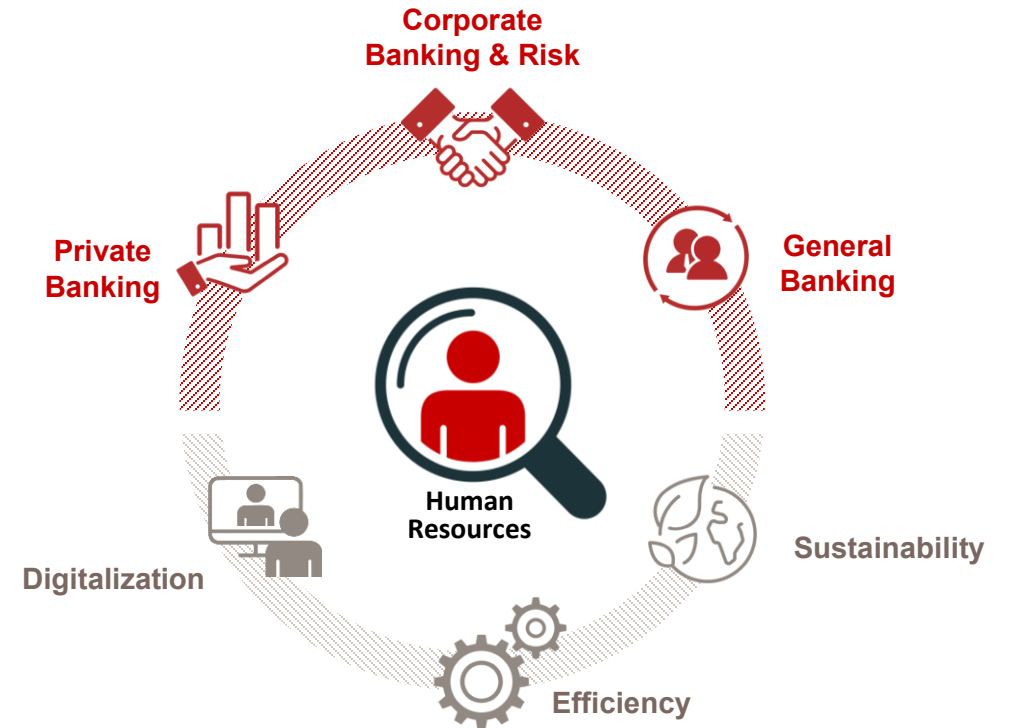 Corporate
Banking & Risk
Private
Banking
General
Banking
Human
Resources
Digitalization
Sustainability
Efficiency